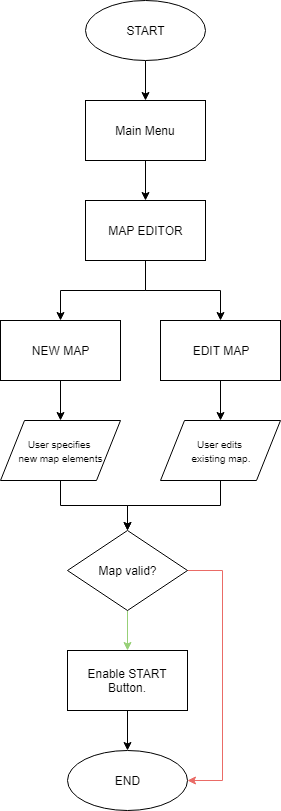 START
Main Menu
MAP EDITOR
NEW MAP
EDIT MAP
User specifies
new map elements
User edits
existing map.
Map valid?
Enable START
Button.
END